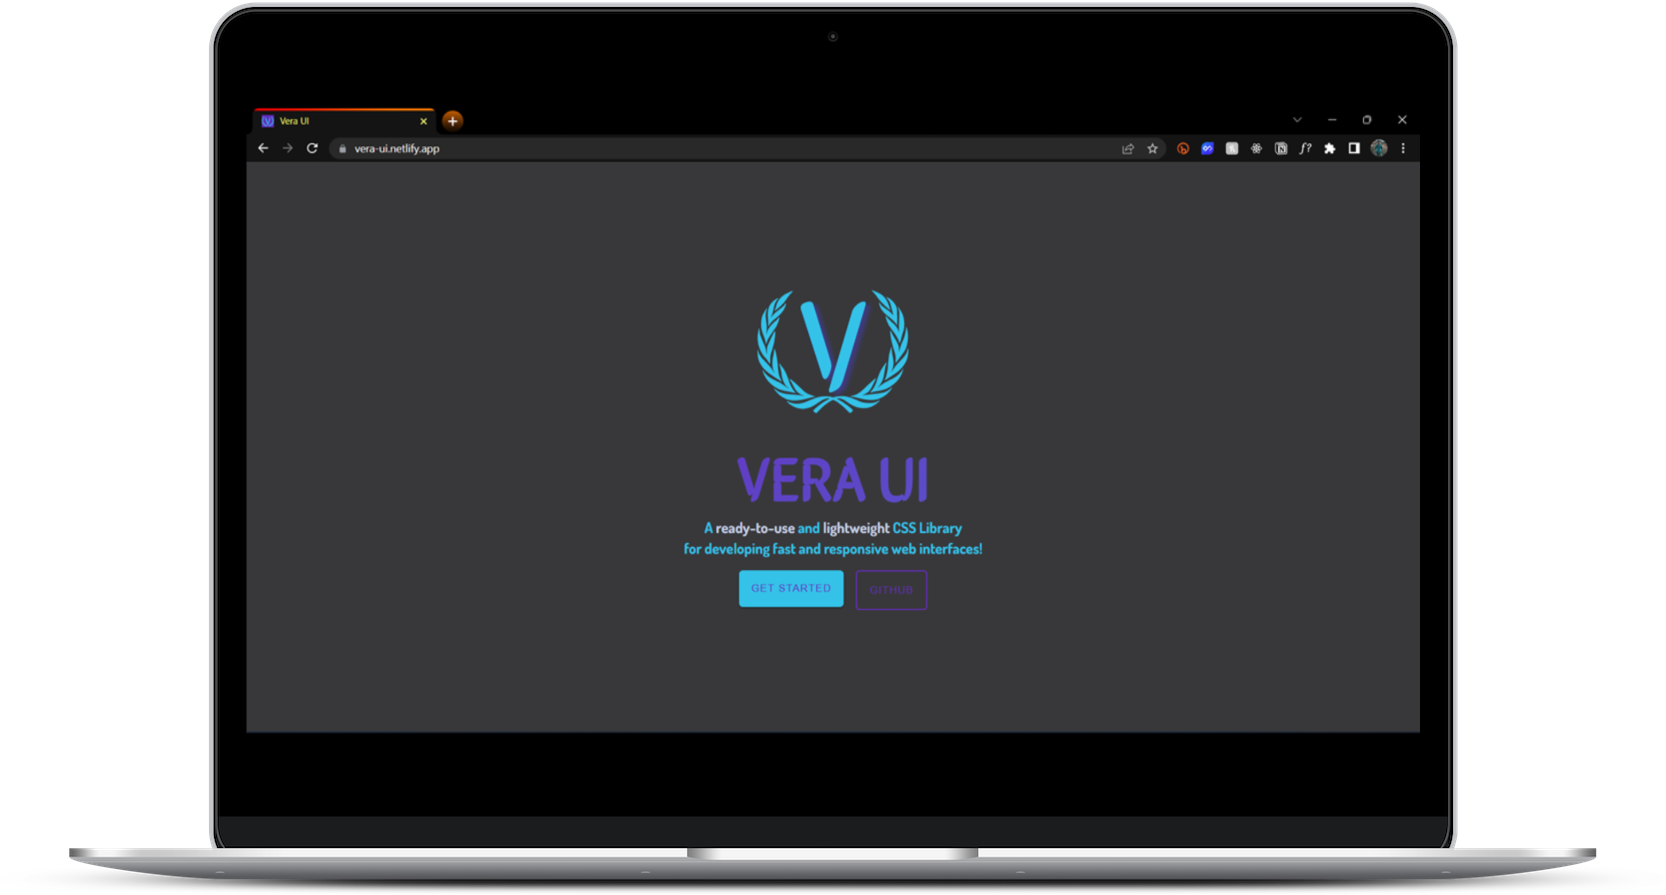 Vera UI
vera-ui.netlify.app
f?
V
VERA UI
A ready-to-use and lightweight CSS Library
for developing fast and responsive web interfaces!
GET STARTED
GITHUB